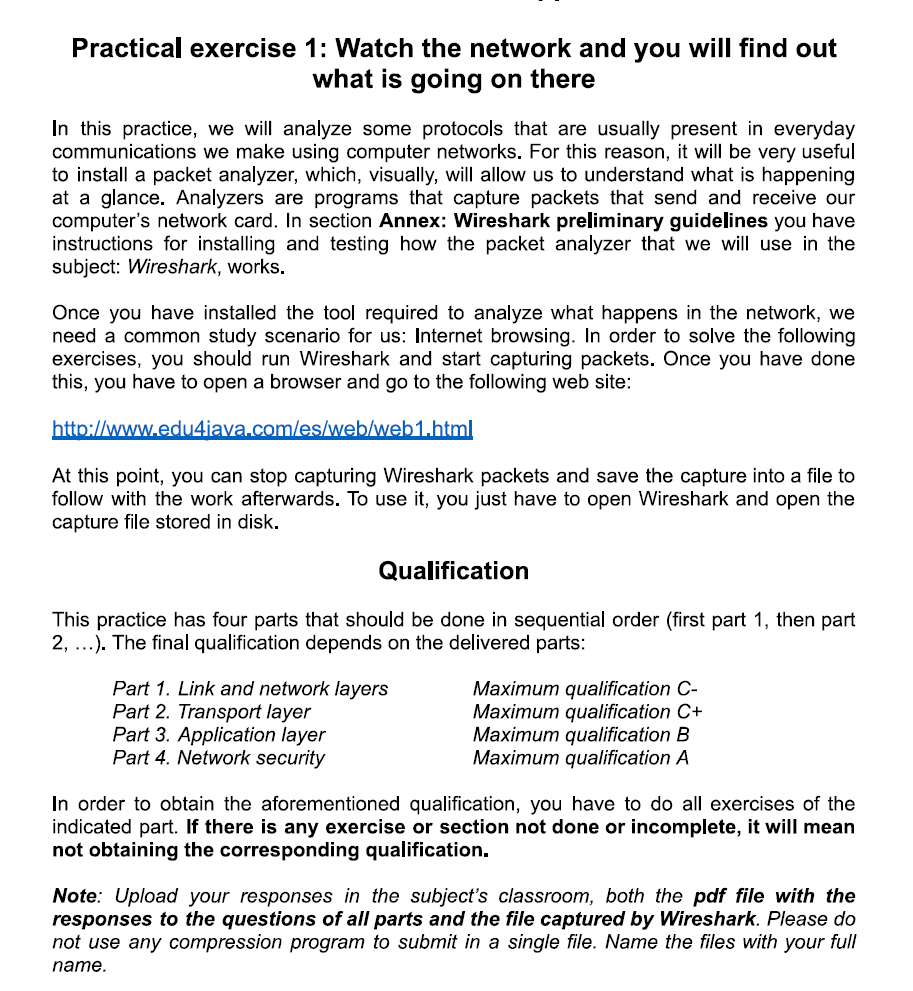 Practical exercise 1: Watch the network and you will find out
what is going on there
In this practice, we will analyze some protocols that are usually present in everyday
communications we make using computer networks. For this reason, it will be very useful
to install a packet analyzer, which, visually, will allow us to understand what is happening
at a glance. Analyzers are programs that capture packets that send and receive our
computer's network card. In section Annex: Wireshark preliminary guidelines you have
instructions for installing and testing how the packet analyzer that we will use in the
subject: Wireshark, works.
Once you have installed the tool required to analyze what happens in the network, we
need a common study scenario for us: Internet browsing. In order to solve the following
exercises, you should run Wireshark and start capturing packets. Once you have done
this, you have to open a browser and go to the following web site:
http://www.edu4java.com/es/web/web1.html
At this point, you can stop capturing Wireshark packets and save the capture into a file to
follow with the work afterwards. To use it, you just have to open Wireshark and open the
capture file stored in disk.
Qualification
This practice has four parts that should be done in sequential order (first part 1, then part
2, ...). The final qualification depends on the delivered parts:
Part 1. Link and network layers Maximum qualification C-
Part 2. Transport layer Maximum qualification C+
Part 3. Application layer Maximum qualification B
Part 4. Network security Maximum qualification A
In order to obtain the aforementioned qualification, you have to do all exercises of the
indicated part. If there is any exercise or section not done or incomplete, it will mean
not obtaining the corresponding qualification.
Note: Upload your responses in the subject's classroom, both the pdf file with the
responses to the questions of all parts and the file captured by Wireshark. Please do
not use any compression program to submit in a single file. Name the files with your full
name.